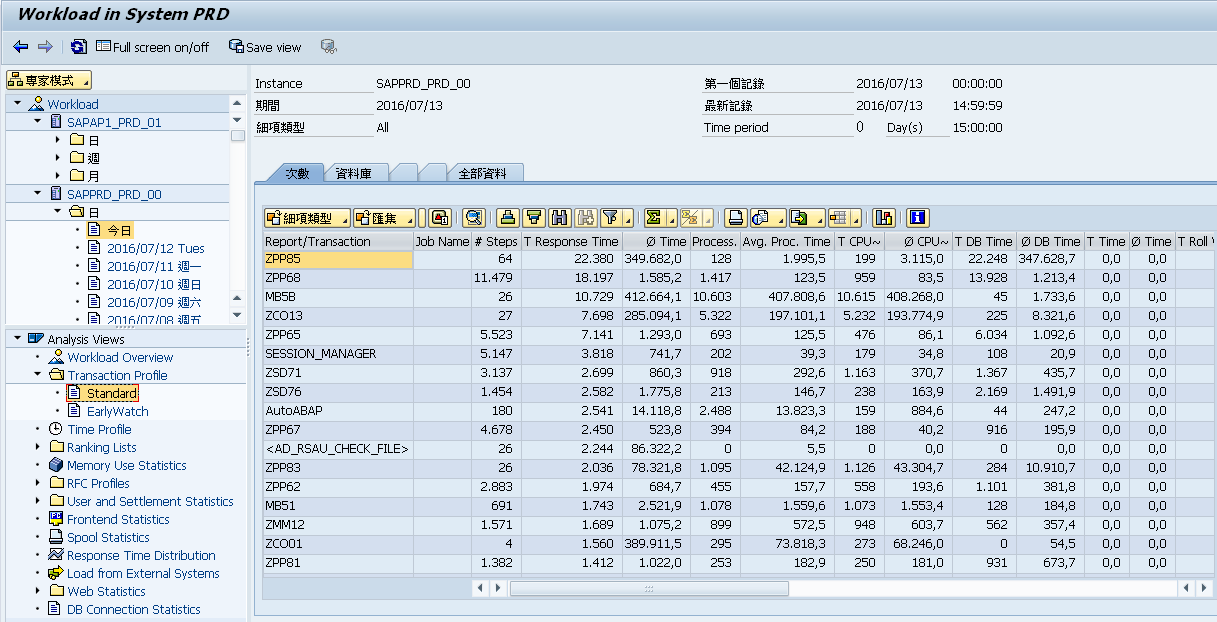 Workload in System PRD
Full screen on/off Save view
專家模式
Workload
SAPAP1_PRD_01
日
週
月
SAPPRD_PRD_00
日
今日
2016/07/12 Tues
2016/07/11 週一
2016/07/10 週日
2016/07/09 週六
2016/07/08 週五
Analysis Views
Workload Overview
Transaction Profile
Standard
EarlyWatch
Time Profile
Ranking Lists
Memory Use Statistics
RFC Profiles
User and Settlement Statistics
Frontend Statistics
Spool Statistics
Response Time Distribution
Load from External Systems
Web Statistics
DB Connection Statistics
Instance SAPPRD_PRD_00 第一個記錄 2016/07/13 00:00:00
期間 2016/07/13 最新記錄 2016/07/13 14:59:59
細項類型 All Time period 0 Day(s) 15:00:00
次數 資料庫 全部資料
細項類型 匯集
Report/Transaction Job Name # Steps T Response Time Ø Time Process. Avg. Proc. Time T CPU~ Ø CPU~ T DB Time Ø DB Time T Time Ø Time T Roll
ZPP85 64 22.380 349.682,0 128 1.995,5 199 3.115,0 22.248 347.628,7 0,0 0,0
ZPP68 11.479 18.197 1.585,2 1.417 123,5 959 83,5 13.928 1.213,4 0,0 0,0
MB5B 26 10.729 412.664,1 10.603 407.808,6 10.615 408.268,0 45 1.733,6 0,0 0,0
ZCO13 27 7.698 285.094,1 5.322 197.101,1 5.232 193.774,9 225 8.321,6 0,0 0,0
ZPP65 5.523 7.141 1.293,0 693 125,5 476 86,1 6.034 1.092,6 0,0 0,0
SESSION_MANAGER 5.147 3.818 741,7 202 39,3 179 34,8 108 20,9 0,0 0,0
ZSD71 3.137 2.699 860,3 918 292,6 1.163 370,7 1.367 435,7 0,0 0,0
ZSD76 1.454 2.582 1.775,8 213 146,7 238 163,9 2.169 1.491,9 0,0 0,0
AutoABAP 180 2.541 14.118,8 2.488 13.823,3 159 884,6 44 247,2 0,0 0,0
ZPP67 4.678 2.450 523,8 394 84,2 188 40,2 916 195,9 0,0 0,0
<AD_RSAU_CHECK_FILE> 26 2.244 86.322,2 0 5,5 0 0,0 0 0,0 0,0 0,0
ZPP83 26 2.036 78.321,8 1.095 42.124,9 1.126 43.304,7 284 10.910,7 0,0 0,0
ZPP62 2.883 1.974 684,7 455 157,7 558 193,6 1.101 381,8 0,0 0,0
MB51 691 1.743 2.521,9 1.078 1.559,6 1.073 1.553,4 128 184,8 0,0 0,0
ZMM12 1.571 1.689 1.075,2 899 572,5 948 603,7 562 357,4 0,0 0,0
ZCO01 4 1.560 389.911,5 295 73.818,3 273 68.246,0 0 54,5 0,0 0,0
ZPP81 1.382 1.412 1.022,0 253 182,9 250 181,0 931 673,7 0,0 0,0